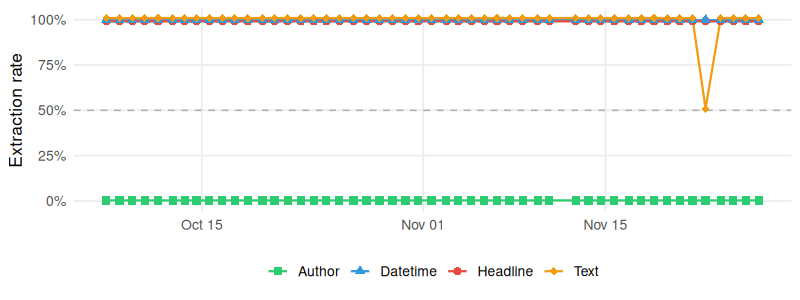 Extraction rate
100%
75%
50%
25%
0%
Oct 15 Nov 01 Nov 15
Author Datetime Headline Text